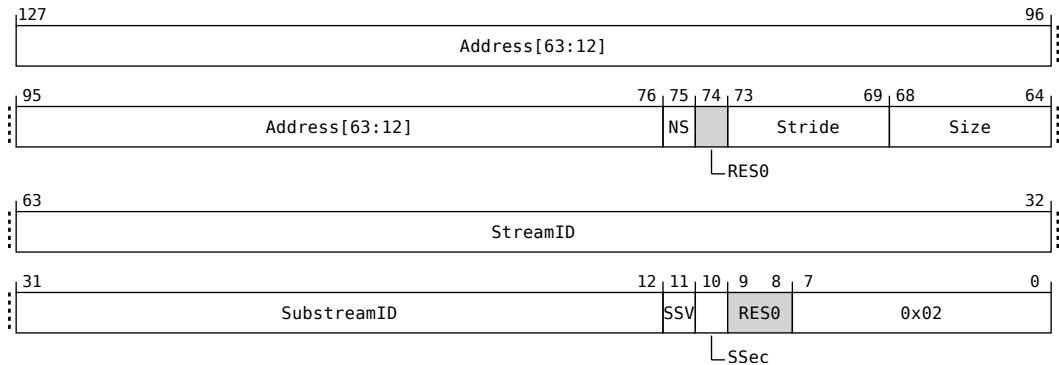 127 96
Address[63:12]
95 76 75 74 73 69 68 64
Address[63:12] NS Stride Size
RES0
63 32
StreamID
31 12 11 10 9 8 7 0
SubstreamID SSV RES0 0x02
SSec